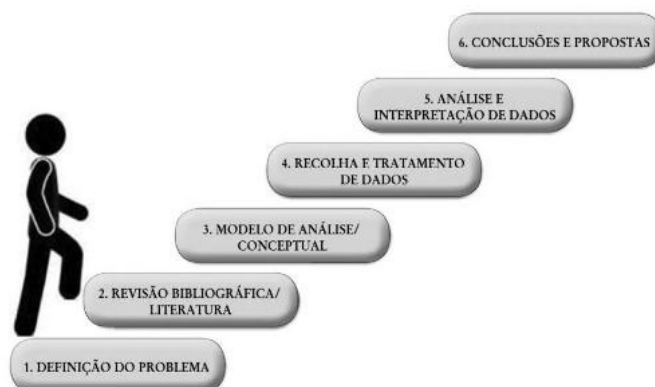 6. CONCLUSÕES E PROPOSTAS
5. ANÁLISE E
INTERPRETAÇÃO DE DADOS
4. RECOLHA E TRATAMENTO
DE DADOS
3. MODELO DE ANÁLISE/
CONCEPTUAL
2. REVISÃO BIBLIOGRÁFICA/
LITERATURA
1. DEFINIÇÃO DO PROBLEMA